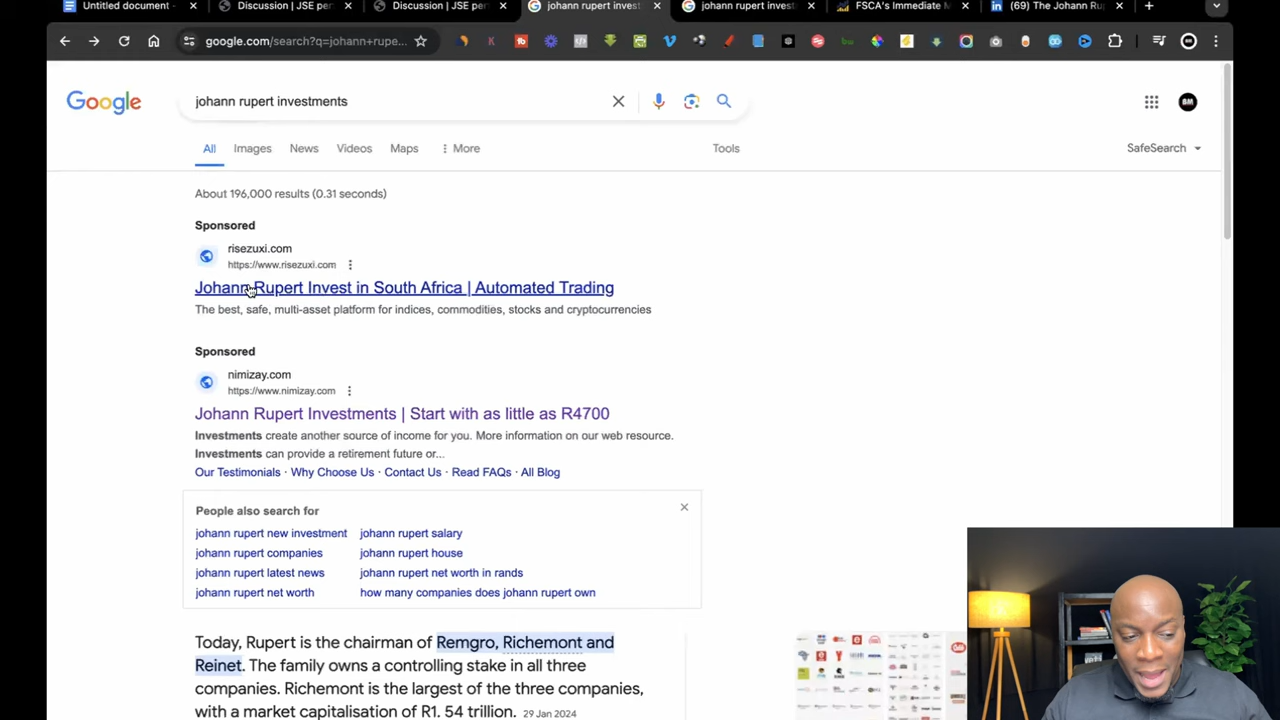 Untitled document
Discussion | JSE per
Discussion | JSE per
johann rupert invest
johann rupert invest
FSCA's Immediate M
(69) The Johann Rup
google.com/search?q=johann+rupe...
Google
johann rupert investments
BM
All Images News Videos Maps More
Tools
SafeSearch
About 196,000 results (0.31 seconds)
Sponsored
risezuxi.com
https://www.risezuxi.com
Johann Rupert Invest in South Africa | Automated Trading
The best, safe, multi-asset platform for indices, commodities, stocks and cryptocurrencies
Sponsored
nimizay.com
https://www.nimizay.com
Johann Rupert Investments | Start with as little as R4700
Investments create another source of income for you. More information on our web resource.
Investments can provide a retirement future or...
Our Testimonials · Why Choose Us · Contact Us · Read FAQs · All Blog
People also search for
johann rupert new investment johann rupert salary
johann rupert companies johann rupert house
johann rupert latest news johann rupert net worth in rands
johann rupert net worth how many companies does johann rupert own
Today, Rupert is the chairman of Remgro, Richemont and
Reinet. The family owns a controlling stake in all three
companies. Richemont is the largest of the three companies,
with a market capitalisation of R1. 54 trillion. 29 Jan 2024